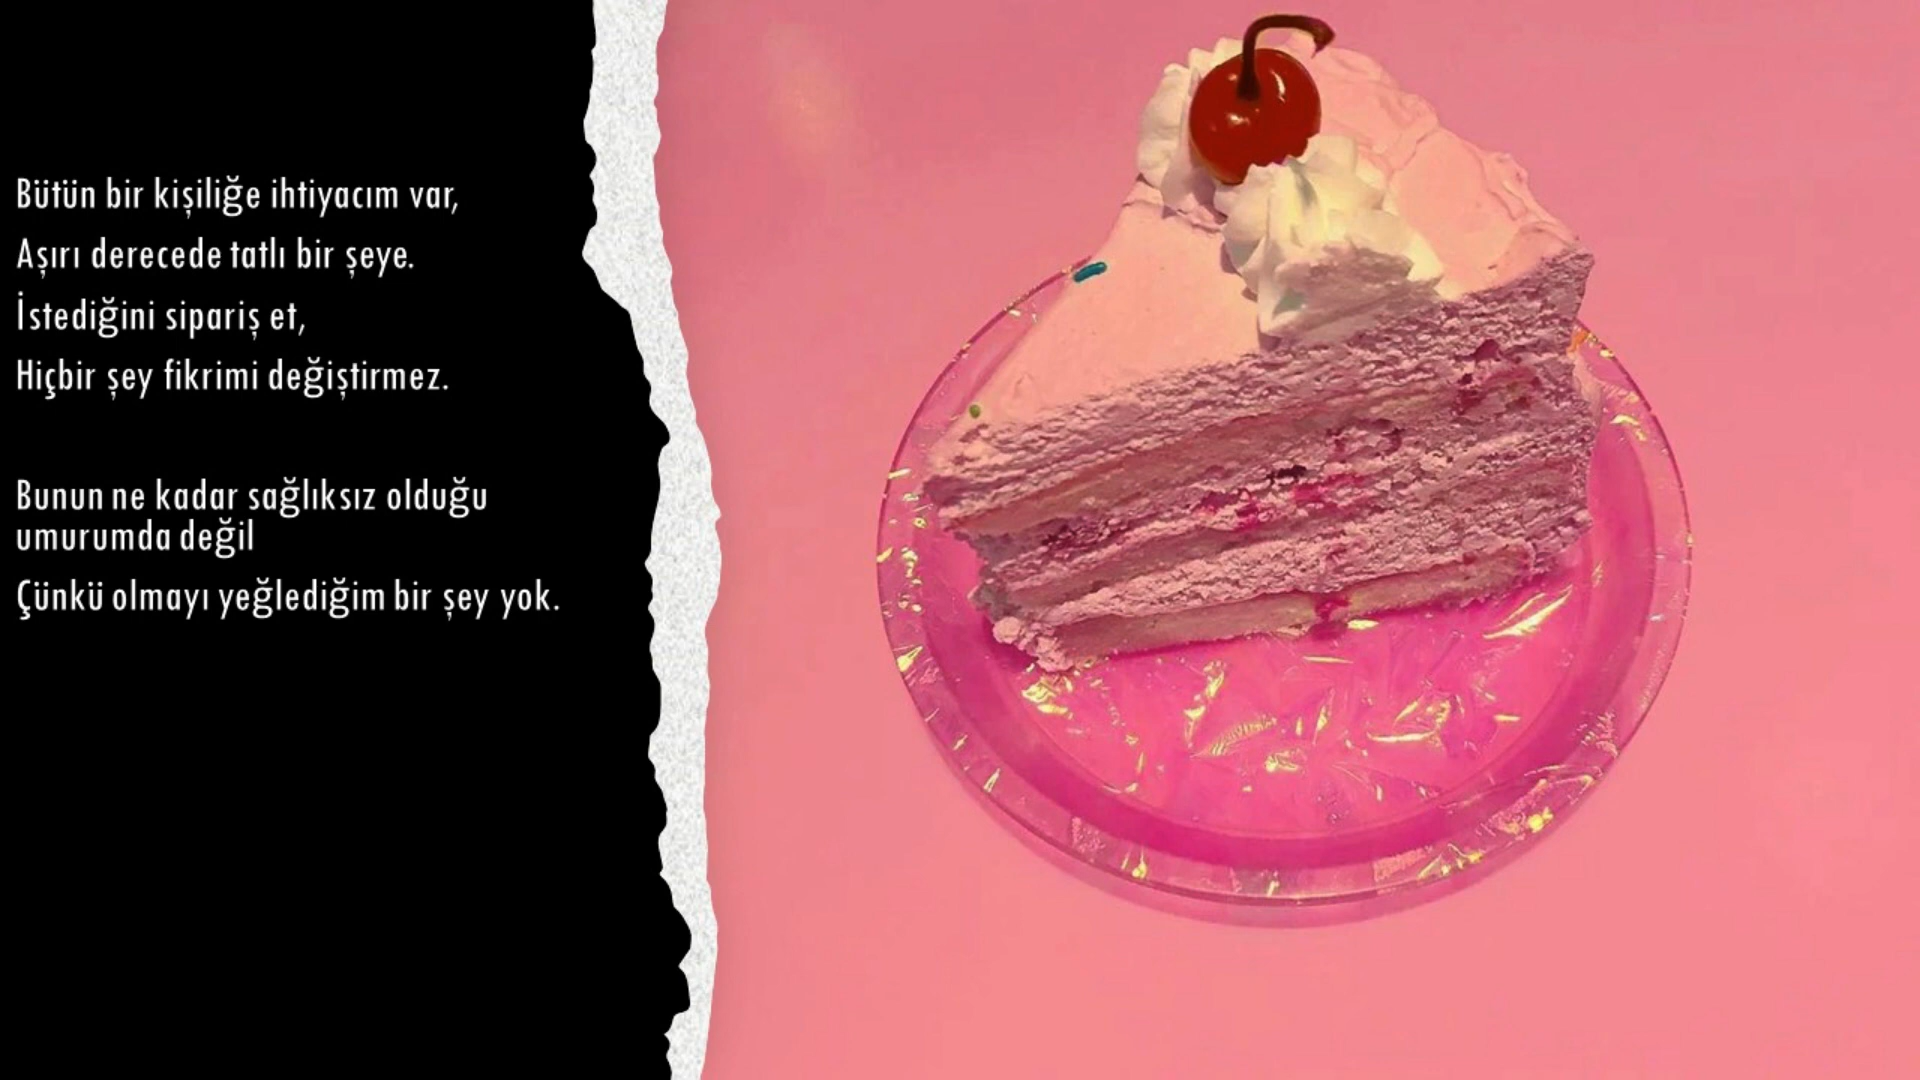 Bütün bir kişiliğe ihtiyacım var,
Aşırı derecede tatlı bir şeye.
İstediğini sipariş et,
Hiçbir şey fikrimi değiştirmez.
Bunun ne kadar sağlıksız olduğu
umurumda değil
Çünkü olmayı yeğlediğim bir şey yok.